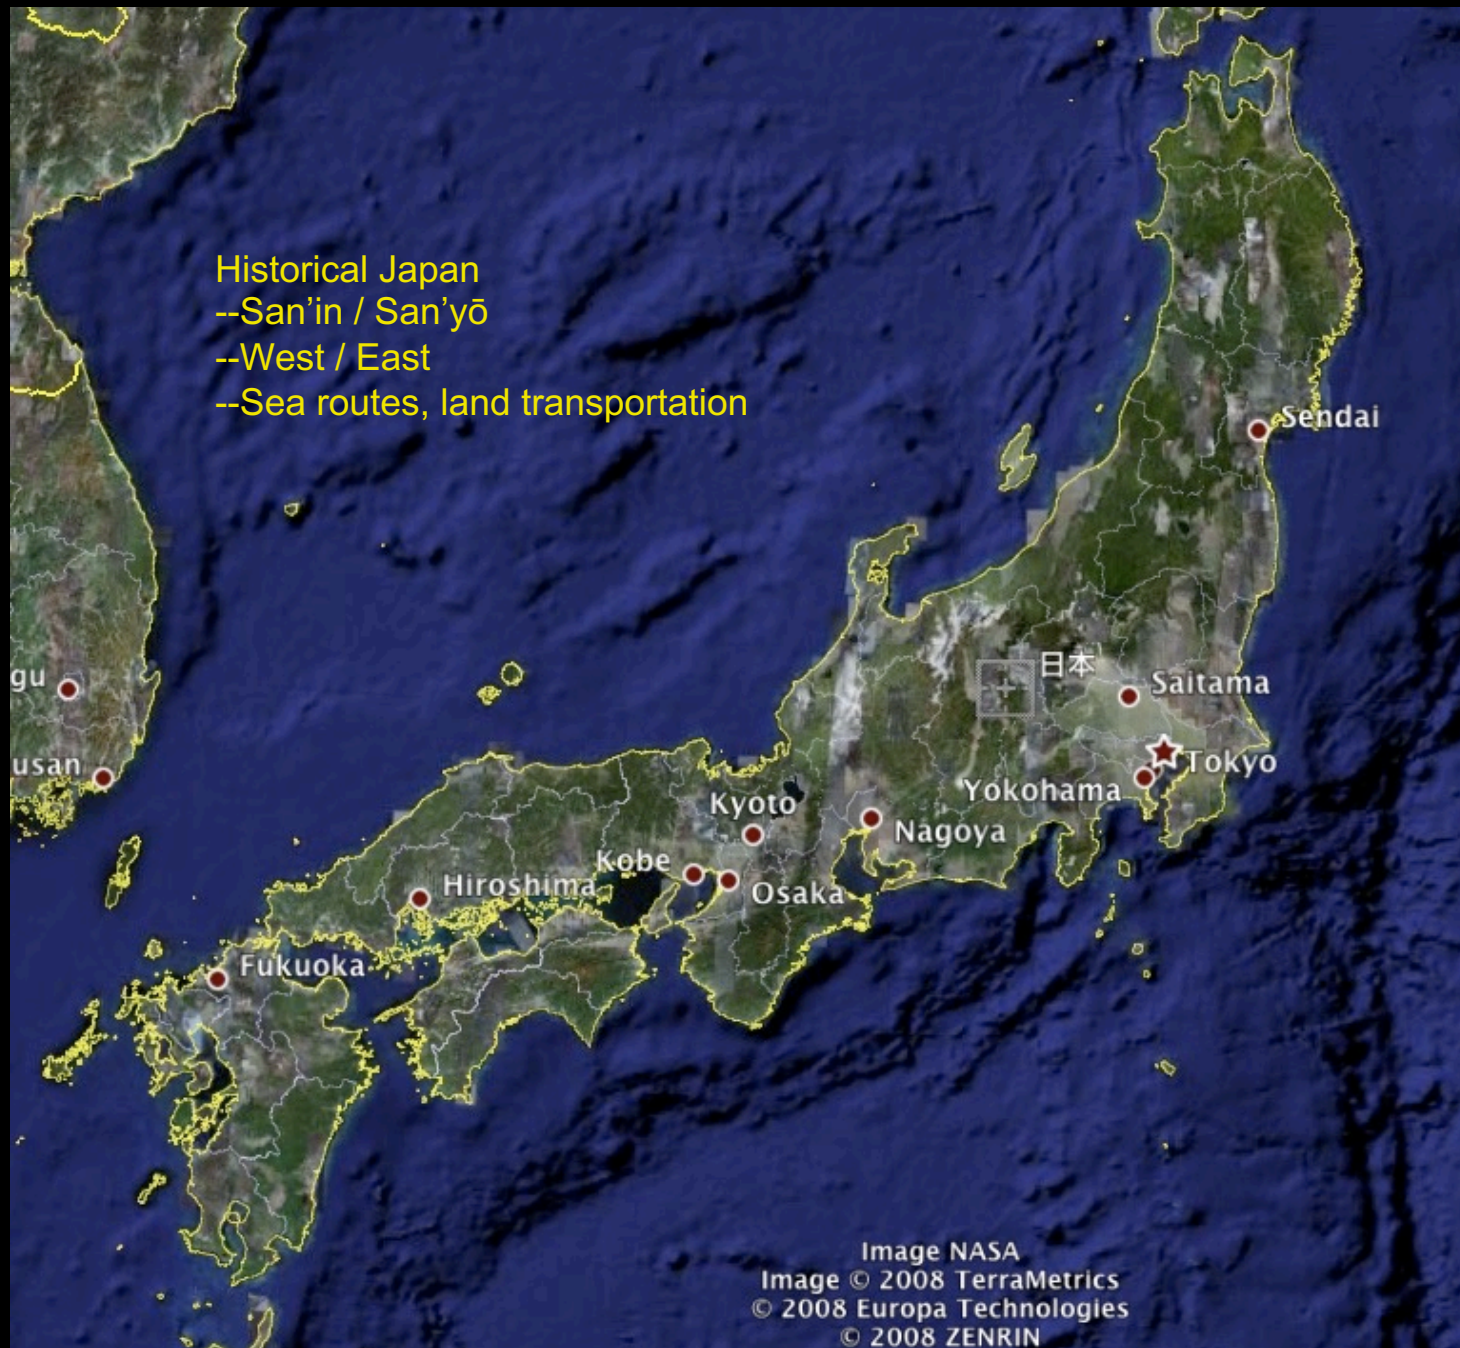 Historical Japan
--San’in / San’yō
--West / East
--Sea routes, land transportation
Sendai
日本
gu
Saitama
usan
Tokyo
Yokohama
Kyoto
Nagoya
Kobe
Hiroshima
Osaka
Fukuoka
Image NASA
Image © 2008 TerraMetrics
© 2008 Europa Technologies
© 2008 ZENRIN